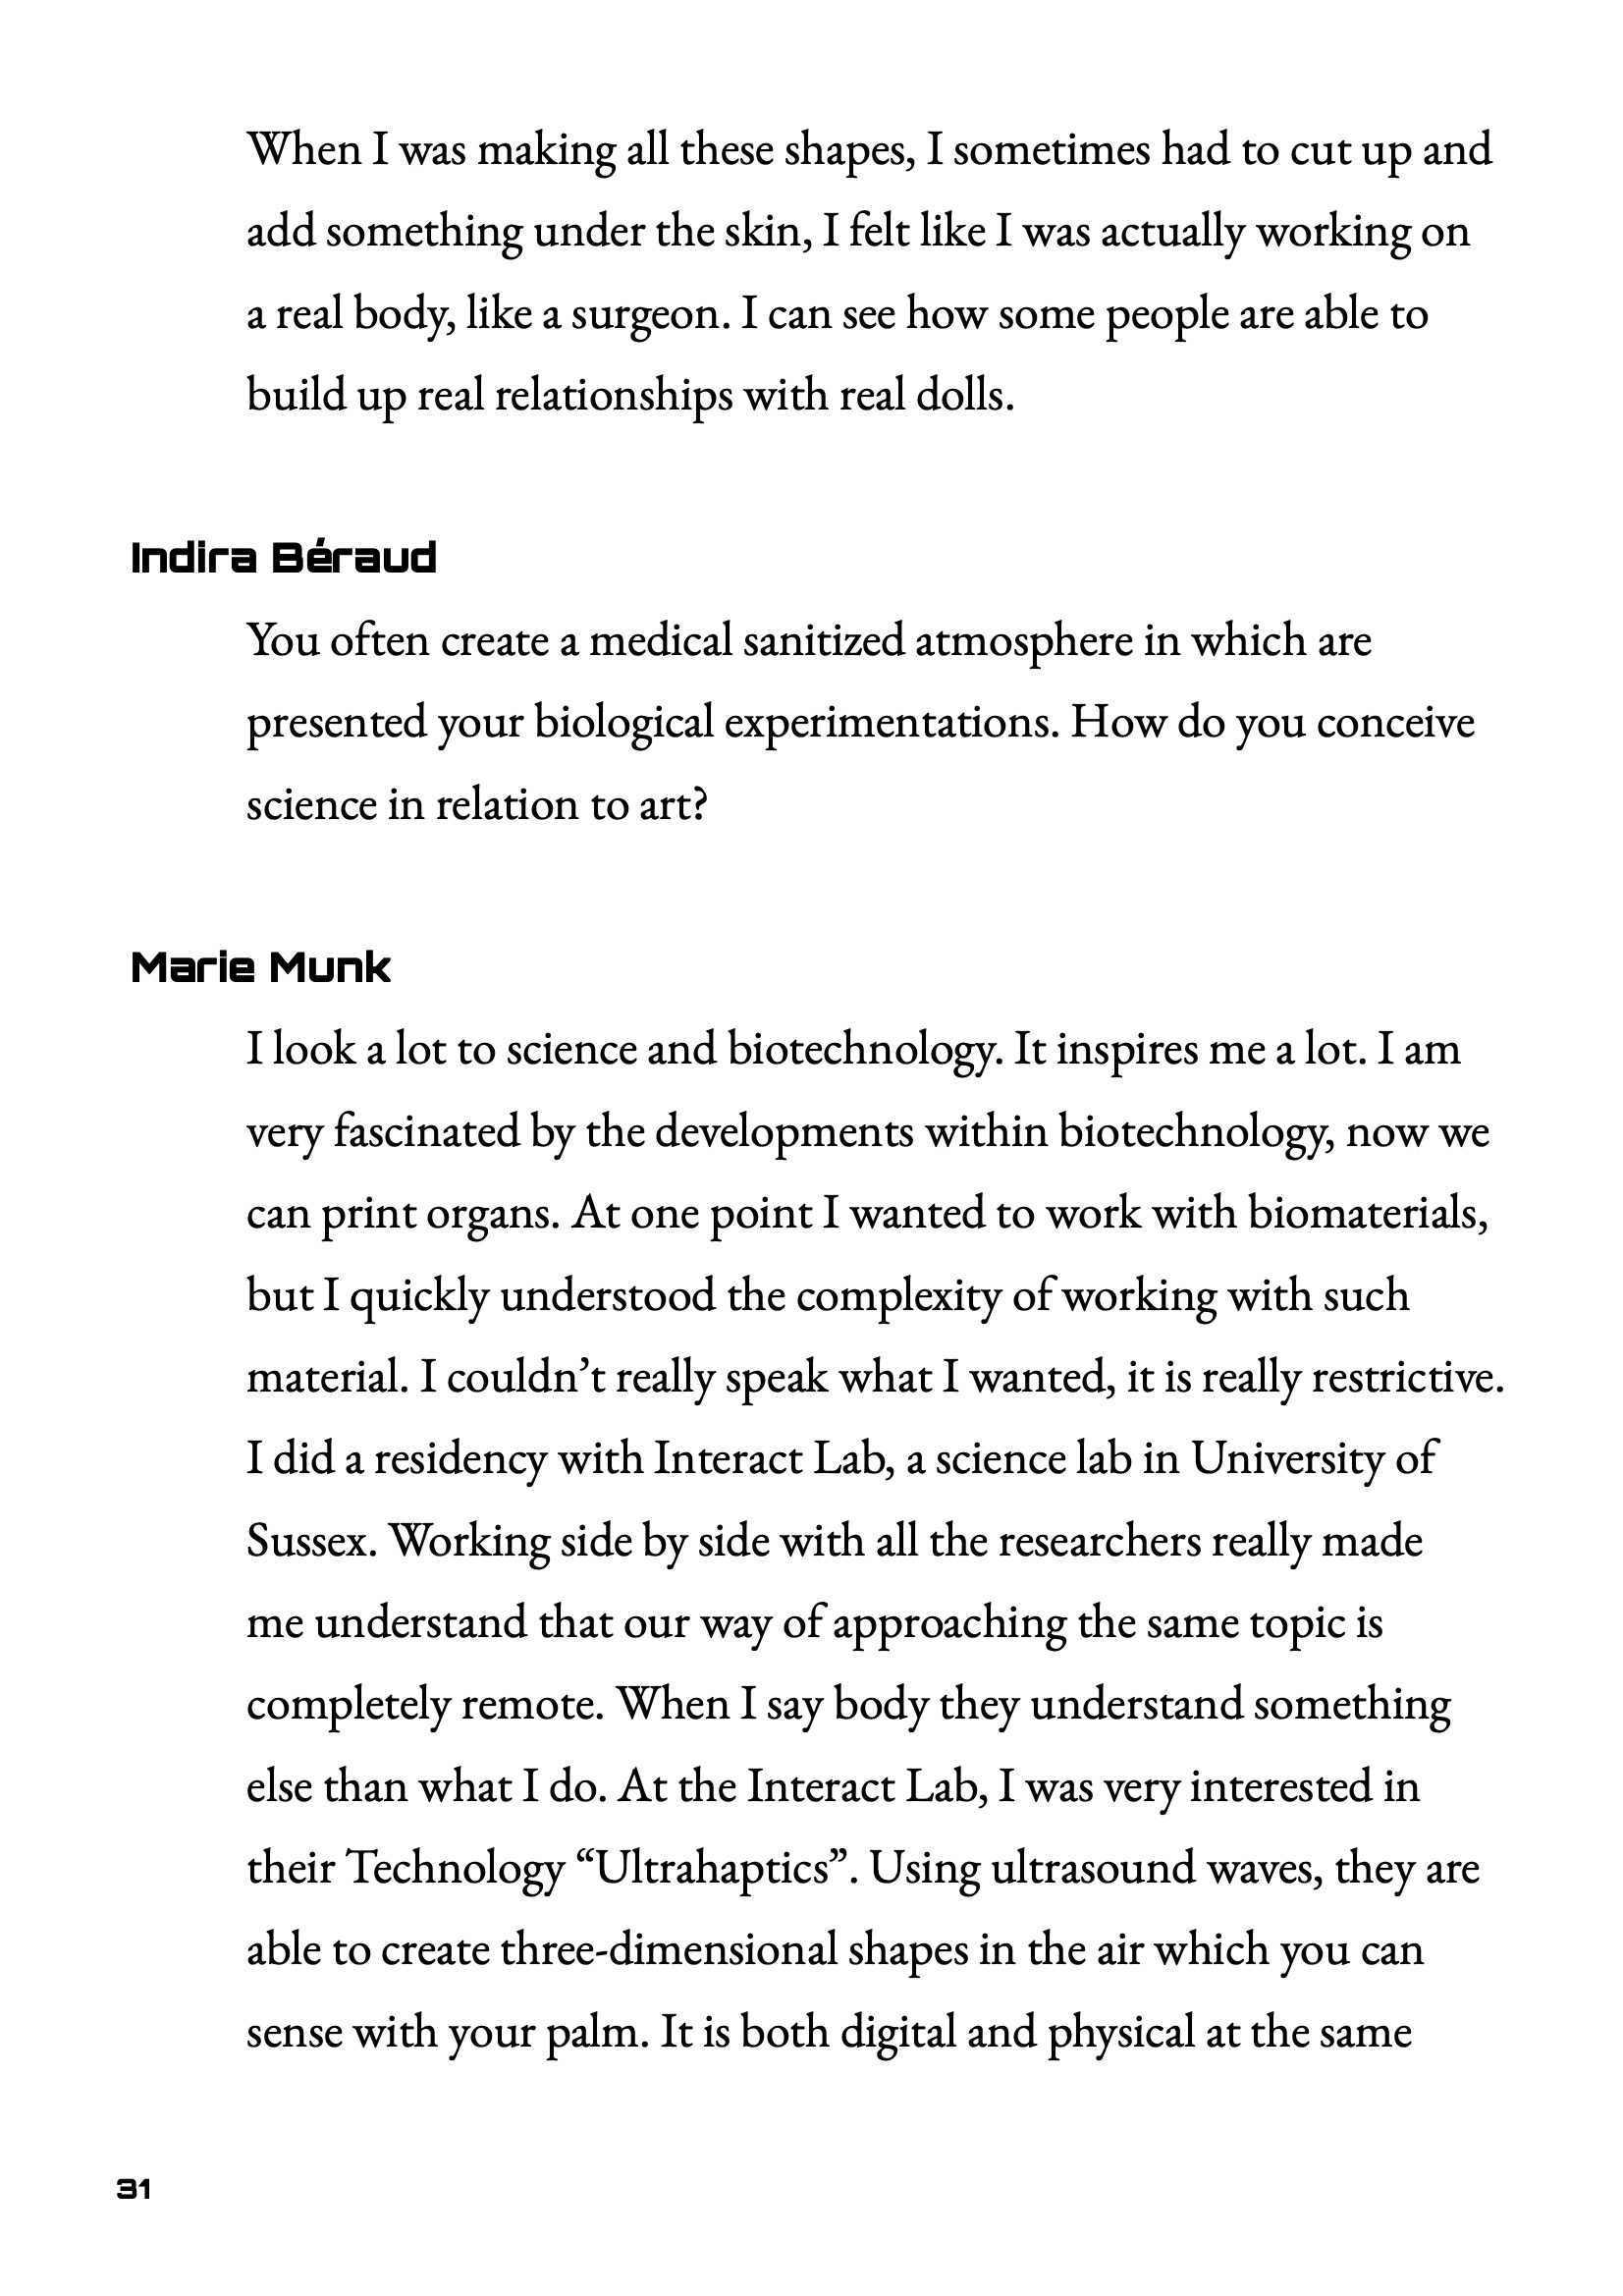 When I was making all these shapes, I sometimes had to cut up and
add something under the skin, I felt like I was actually working on
a real body, like a surgeon. I can see how some people are able to
build up real relationships with real dolls.
Indira Béraud
You often create a medical sanitized atmosphere in which are
presented your biological experimentations. How do you conceive
science in relation to art?
Marie Munk
I look a lot to science and biotechnology. It inspires me a lot. I am
very fascinated by the developments within biotechnology, now we
can print organs. At one point I wanted to work with biomaterials,
but I quickly understood the complexity of working with such
material. I couldn’t really speak what I wanted, it is really restrictive.
I did a residency with Interact Lab, a science lab in University of
Sussex. Working side by side with all the researchers really made
me understand that our way of approaching the same topic is
completely remote. When I say body they understand something
else than what I do. At the Interact Lab, I was very interested in
their Technology “Ultrahaptics”. Using ultrasound waves, they are
able to create three-dimensional shapes in the air which you can
sense with your palm. It is both digital and physical at the same
31